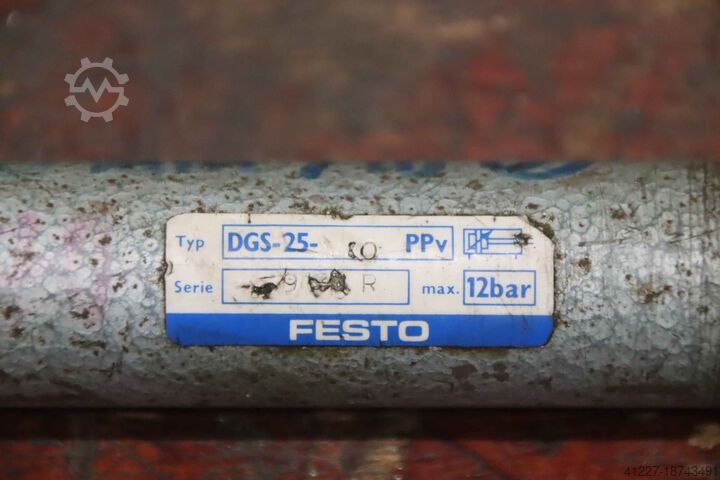 Typ DGS-25- PPv
Serie R max. 12bar
FESTO
41227-18743491